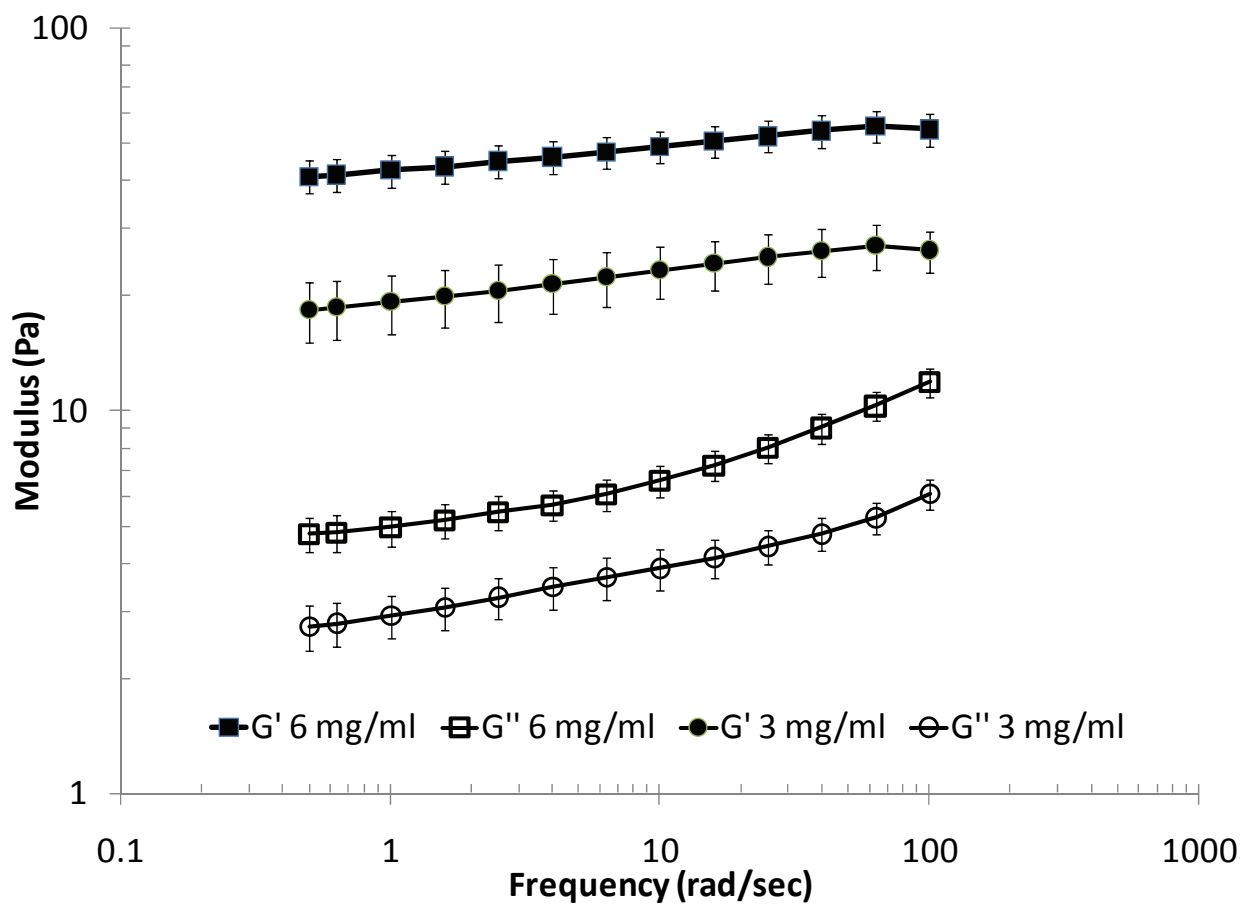 100
10
1
Modulus (Pa)
G' 6 mg/ml G'' 6 mg/ml G' 3 mg/ml G'' 3 mg/ml
0.1 1 10 100 1000
Frequency (rad/sec)